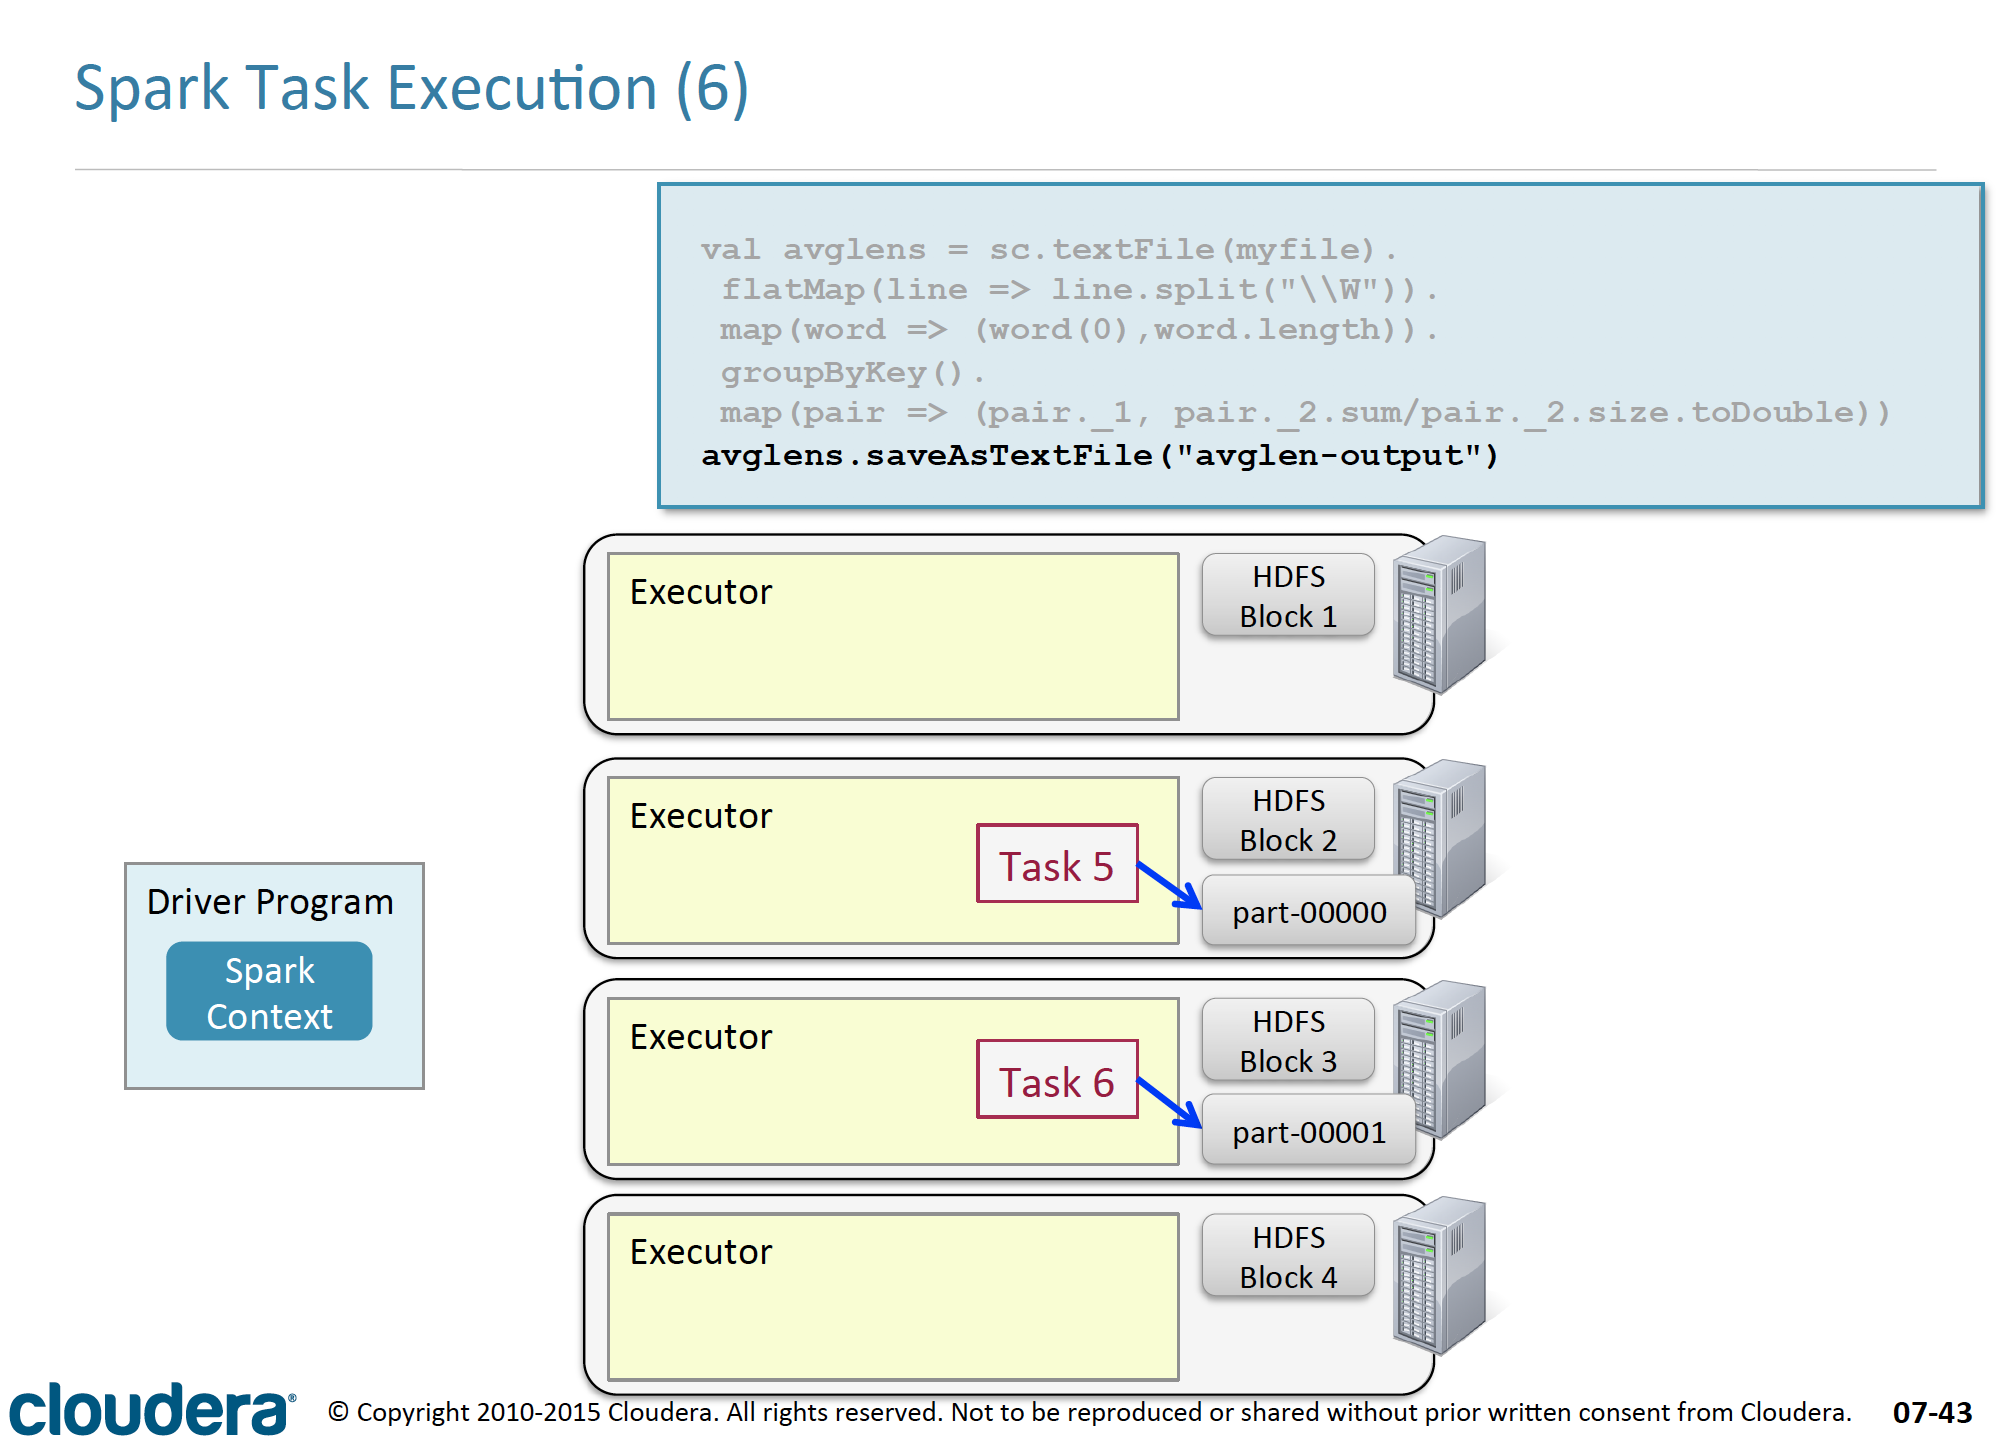 Spark Task Execution (6)
val avglens = sc.textFile(myfile).
flatMap(line => line.split("\\W")).
map(word => (word(0),word.length)).
groupByKey().
map(pair => (pair._1, pair._2.sum/pair._2.size.toDouble))
avglens.saveAsTextFile("avglen-output")
Executor
HDFS
Block 1
Executor
Task 5
HDFS
Block 2
part-00000
Driver Program
Spark
Context
Executor
Task 6
HDFS
Block 3
part-00001
Executor
HDFS
Block 4
cloudera®
© Copyright 2010-2015 Cloudera. All rights reserved. Not to be reproduced or shared without prior written consent from Cloudera.
07-43